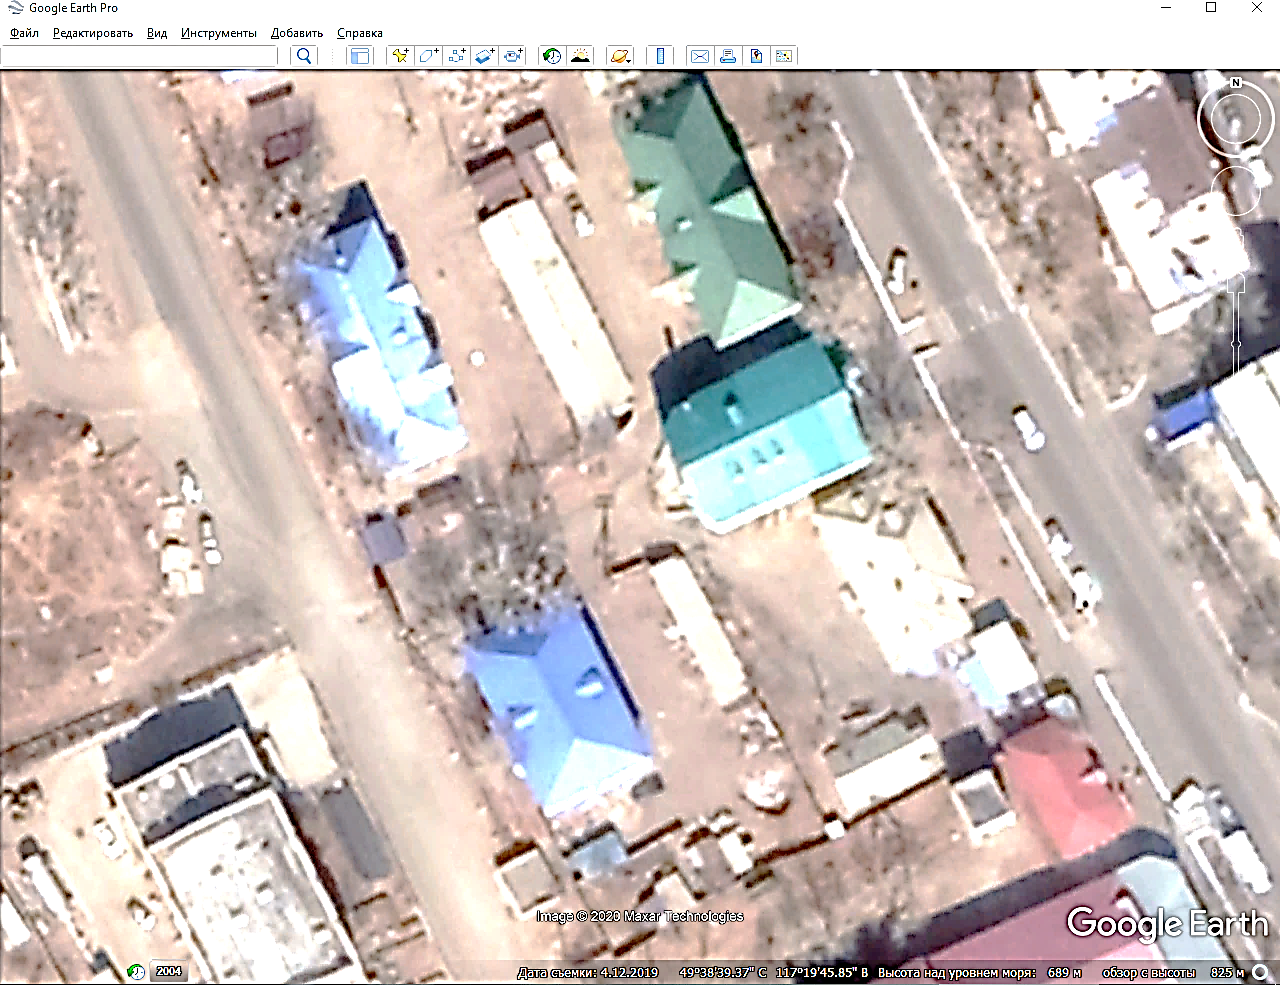 Google Earth Pro
Файл Редактировать Вид Инструменты Добавить Справка
N
Image © 2020 Maxar Technologies
Google Earth
2004
Дата съемки: 4.12.2019 49°38'39.37" С 117°19'45.85" В Высота над уровнем моря: 689 м обзор с высоты 825 м